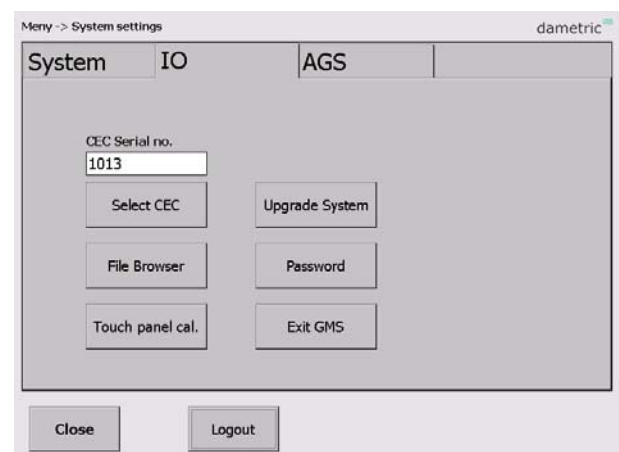 Meny -> System settings
dametric
System IO AGS
CEC Serial no.
1013
Select CEC Upgrade System
File Browser Password
Touch panel cal. Exit GMS
Close Logout